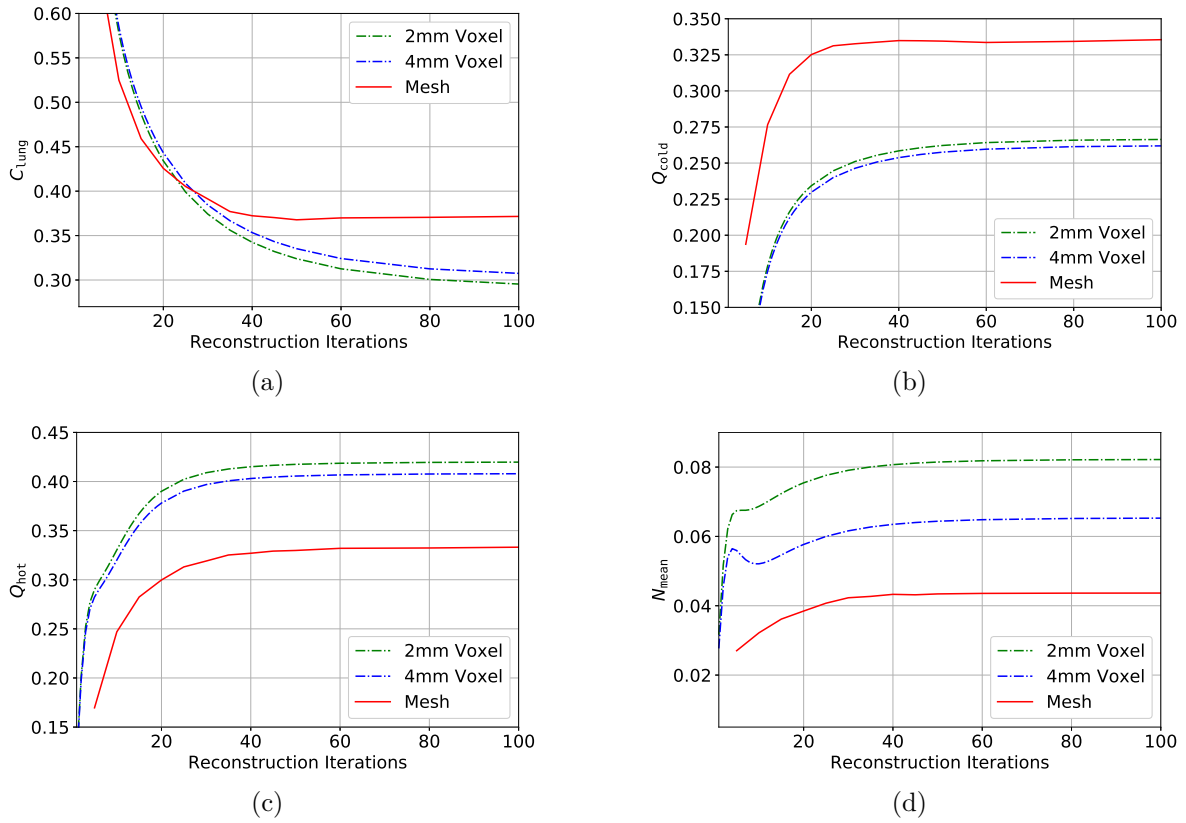 0.60
0.55
0.50
0.45
0.40
0.35
0.30
C_lung
2mm Voxel
4mm Voxel
Mesh
20 40 60 80 100
Reconstruction Iterations
(a)
0.350
0.325
0.300
0.275
0.250
0.225
0.200
0.175
0.150
Q_cold
2mm Voxel
4mm Voxel
Mesh
20 40 60 80 100
Reconstruction Iterations
(b)
0.45
0.40
0.35
0.30
0.25
0.20
0.15
Q_hot
2mm Voxel
4mm Voxel
Mesh
20 40 60 80 100
Reconstruction Iterations
(c)
0.08
0.06
0.04
0.02
N_mean
2mm Voxel
4mm Voxel
Mesh
20 40 60 80 100
Reconstruction Iterations
(d)